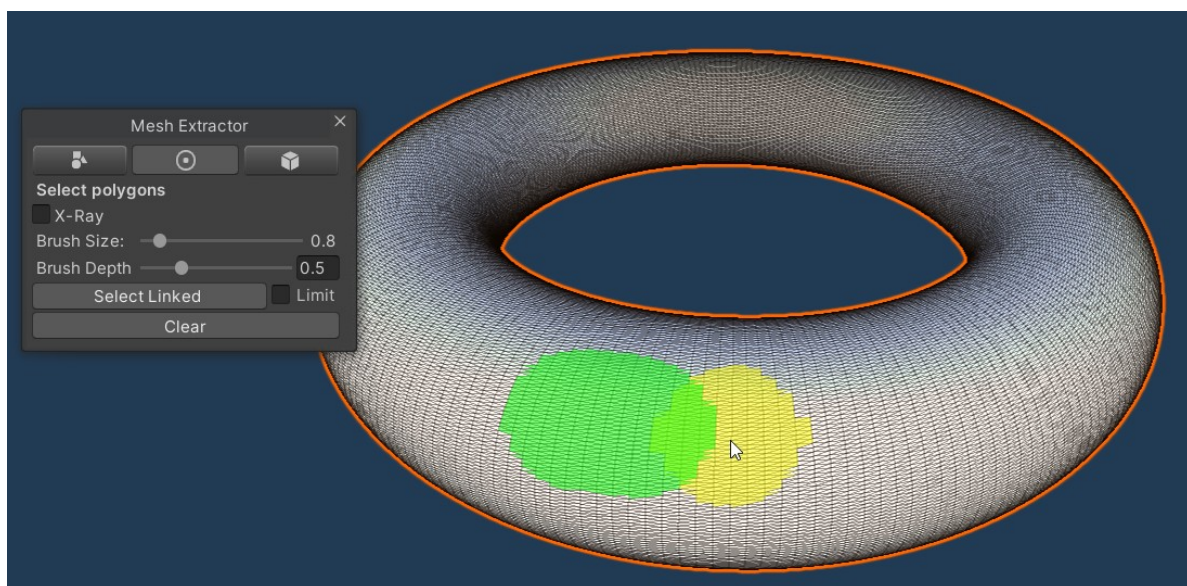 Mesh Extractor
Select polygons
X-Ray
Brush Size: 0.8
Brush Depth 0.5
Select Linked Limit
Clear